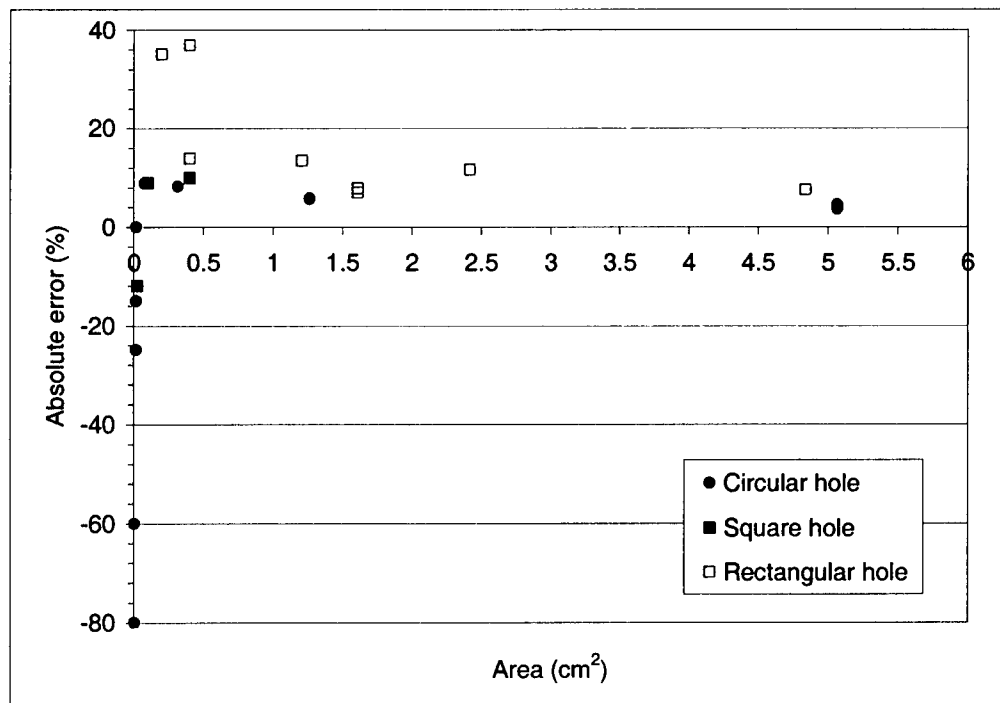 40
20
0
-20
-40
-60
-80
0 0.5 1 1.5 2 2.5 3 3.5 4 4.5 5 5.5 6
Absolute error (%)
Area (cm²)
Circular hole
Square hole
Rectangular hole